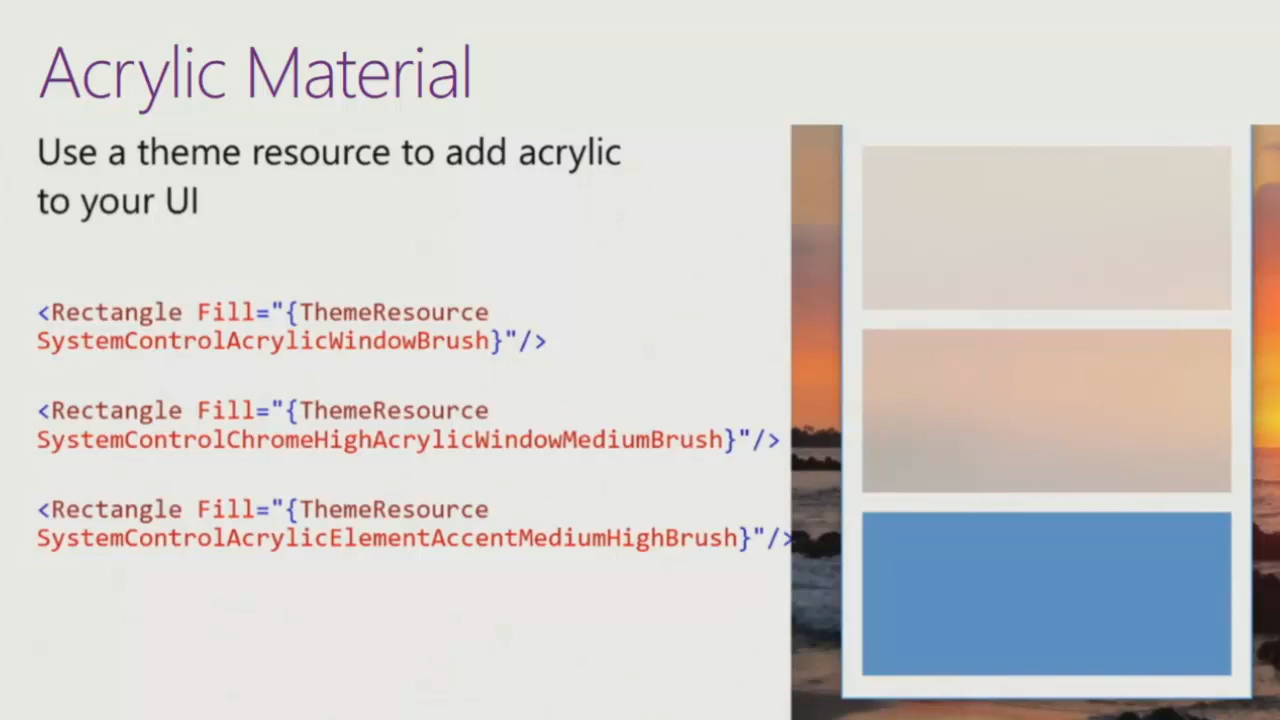 Acrylic Material
Use a theme resource to add acrylic
to your UI
<Rectangle Fill="{ThemeResource
SystemControlAcrylicWindowBrush}"/>
<Rectangle Fill="{ThemeResource
SystemControlChromeHighAcrylicWindowMediumBrush}"/>
<Rectangle Fill="{ThemeResource
SystemControlAcrylicElementAccentMediumHighBrush}"/>